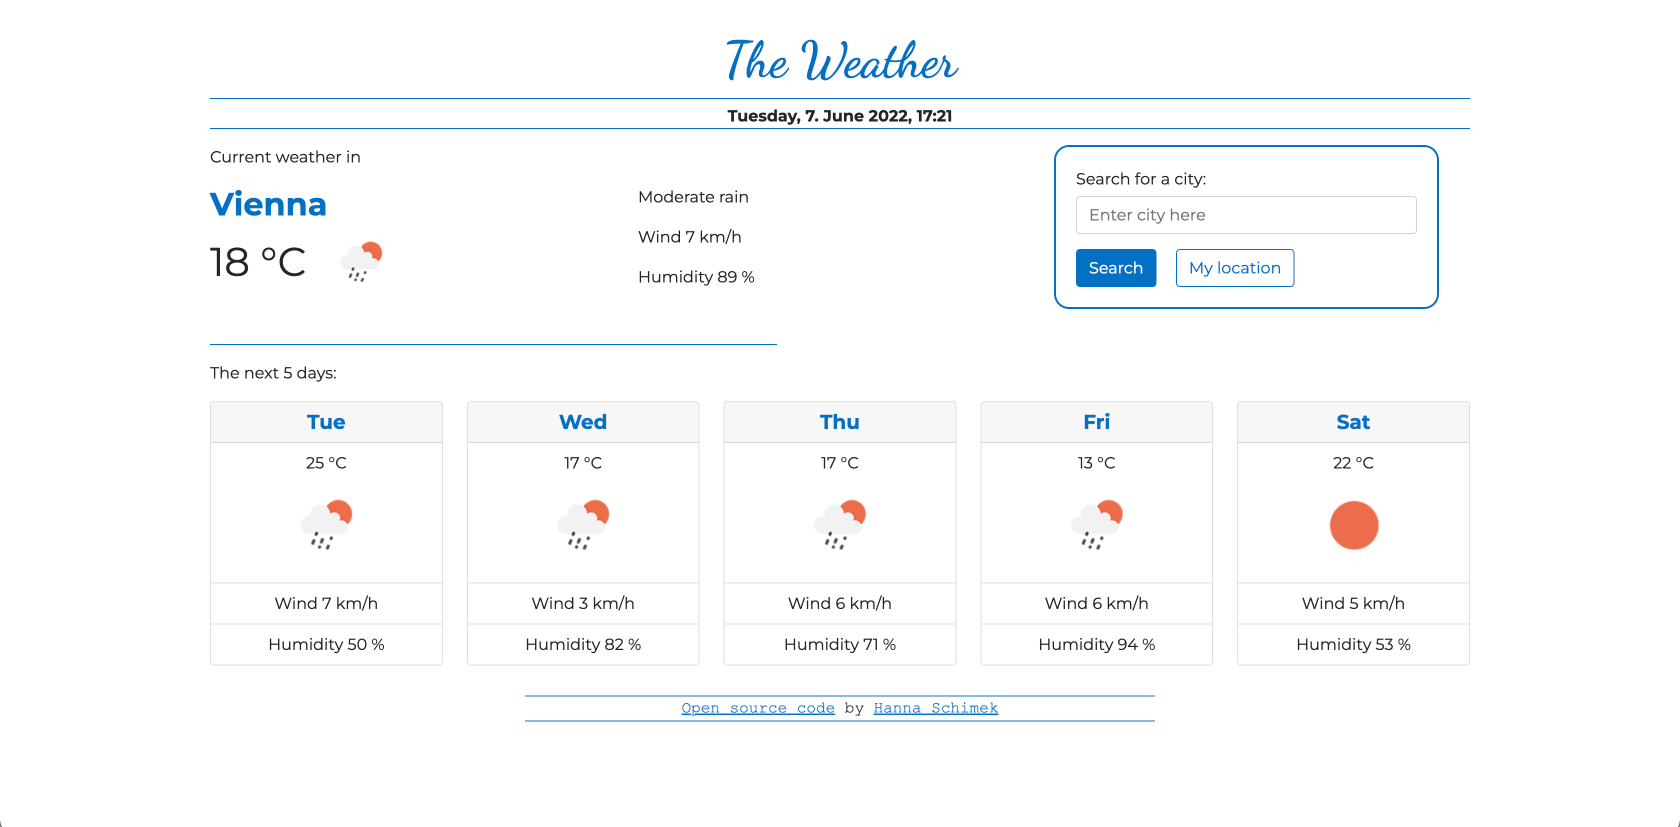 The Weather
Tuesday, 7. June 2022, 17:21
Current weather in
Vienna
18 °C
Moderate rain
Wind 7 km/h
Humidity 89 %
Search for a city:
Enter city here
Search
My location
The next 5 days:
Tue
25 °C
Wind 7 km/h
Humidity 50 %
Wed
17 °C
Wind 3 km/h
Humidity 82 %
Thu
17 °C
Wind 6 km/h
Humidity 71 %
Fri
13 °C
Wind 6 km/h
Humidity 94 %
Sat
22 °C
Wind 5 km/h
Humidity 53 %
Open source code by Hanna Schimek